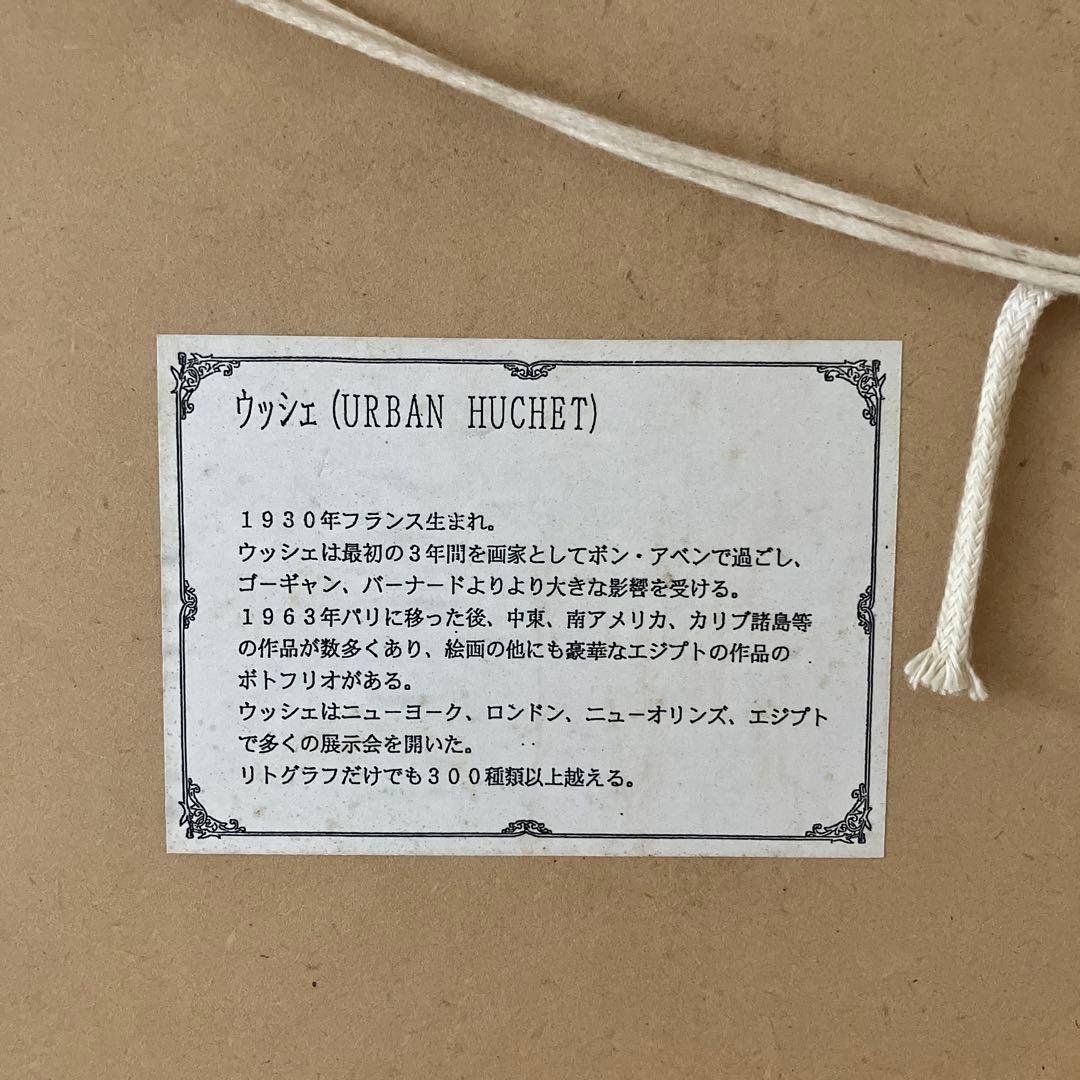 ウッシェ(URBAN HUCHET)
1930年フランス生まれ。
ウッシェは最初の3年間を画家としてボン・アベンで過ごし、
ゴーギャン、バーナードよりより大きな影響を受ける。
1963年パリに移った後、中東、南アメリカ、カリブ諸島等
の作品が数多くあり、絵画の他にも豪華なエジプトの作品の
ボトフリオがある。
ウッシェはニューヨーク、ロンドン、ニューオリンズ、エジプト
で多くの展示会を開いた。
リトグラフだけでも300種類以上越える。